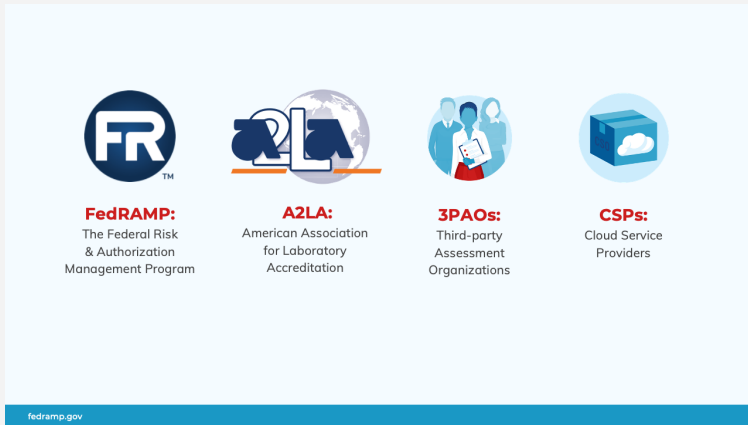 FR
TM
a2La
FedRAMP:
The Federal Risk
& Authorization
Management Program
A2LA:
American Association
for Laboratory
Accreditation
3PAOs:
Third-party
Assessment
Organizations
CSPs:
Cloud Service
Providers
fedramp.gov